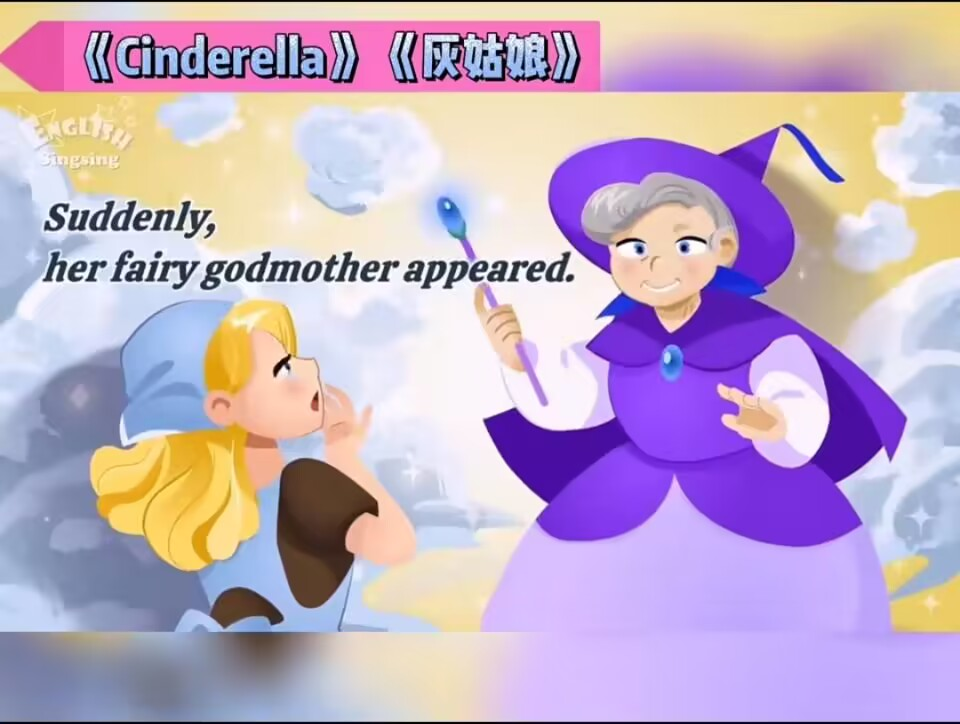 《Cinderella》《灰姑娘》
ENGLISH
Singsing
Suddenly,
her fairy godmother appeared.